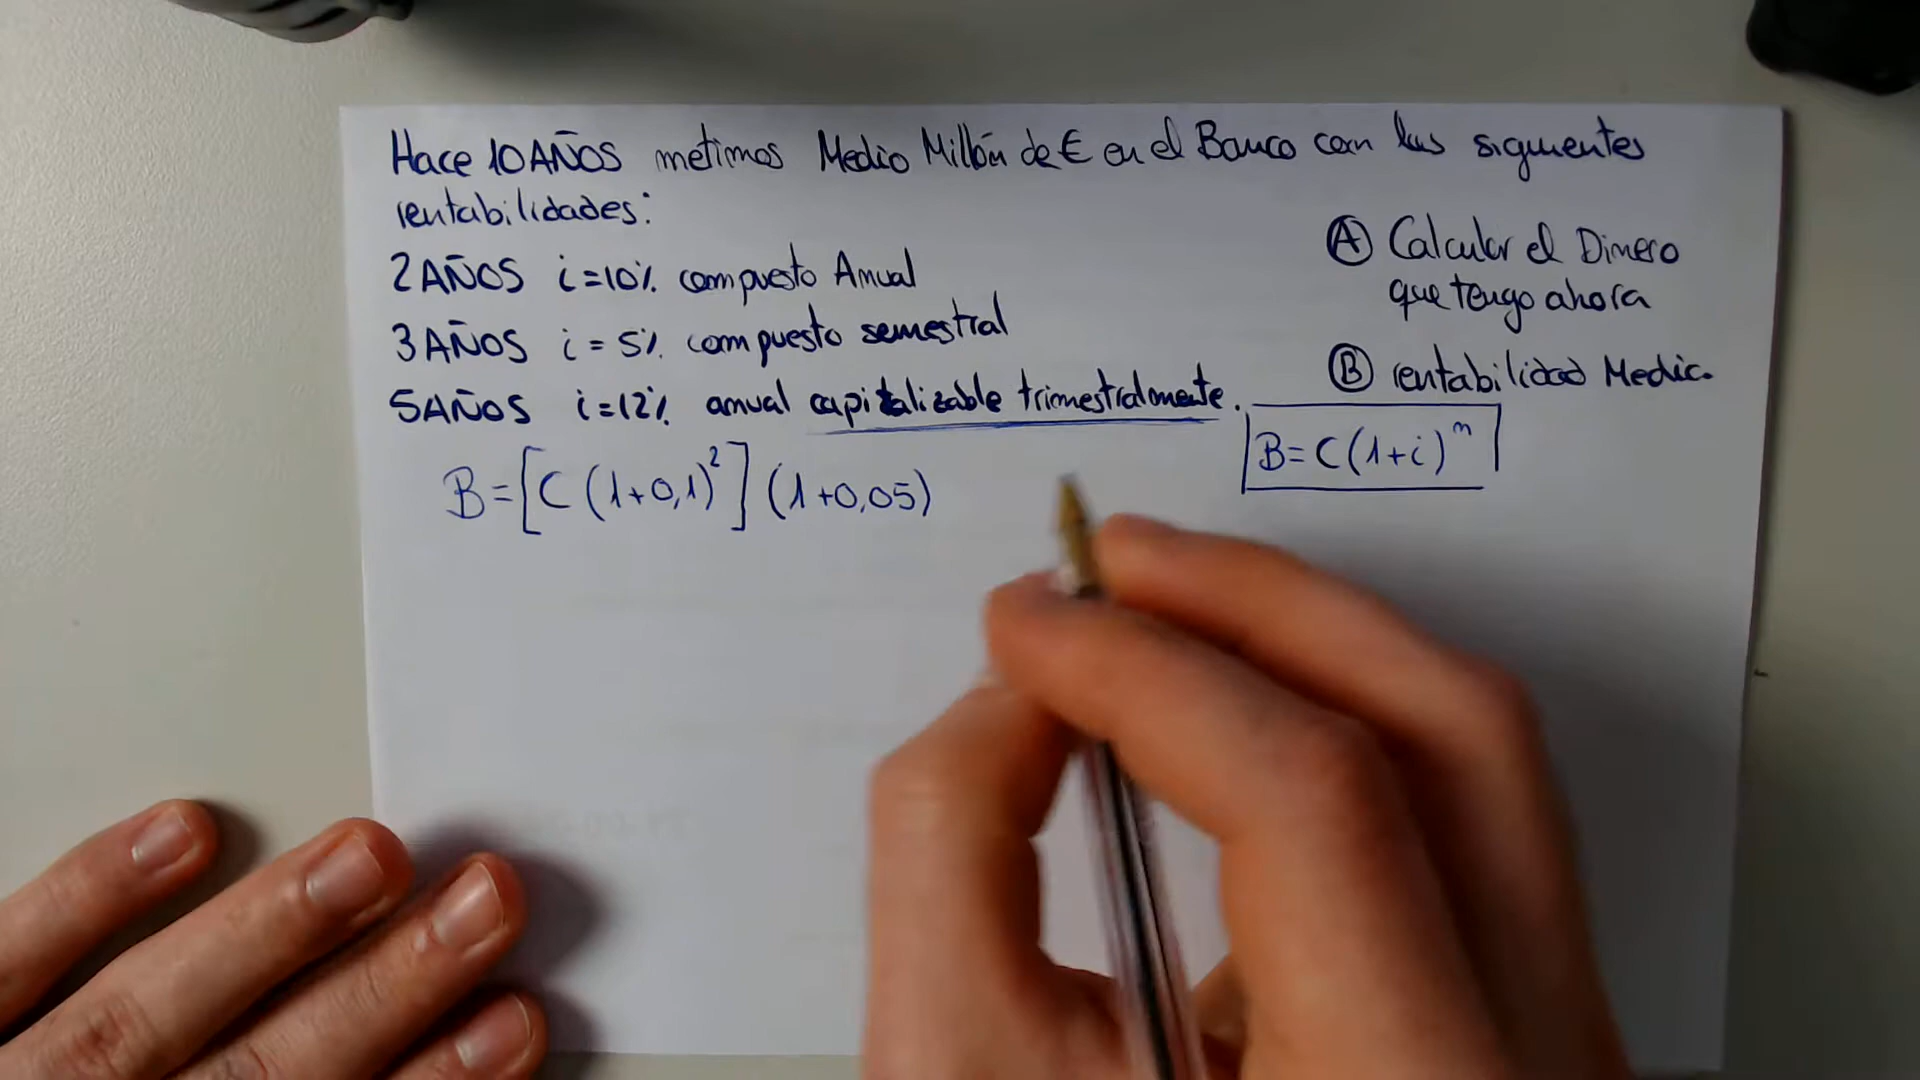 Hace 10 AÑOS metimos Medio Millón de € en el Banco con las siguientes
rentabilidades:
2 AÑOS i=10% compuesto Anual
3 AÑOS i = 5% compuesto semestral
5 AÑOS i=12% anual capitalizable trimestralmente.
Ⓐ Calcular el Dinero
que tengo ahora
Ⓑ rentabilidad Media.
B=C(1+i)^n
B=[C(1+0,1)^2](1+0,05)